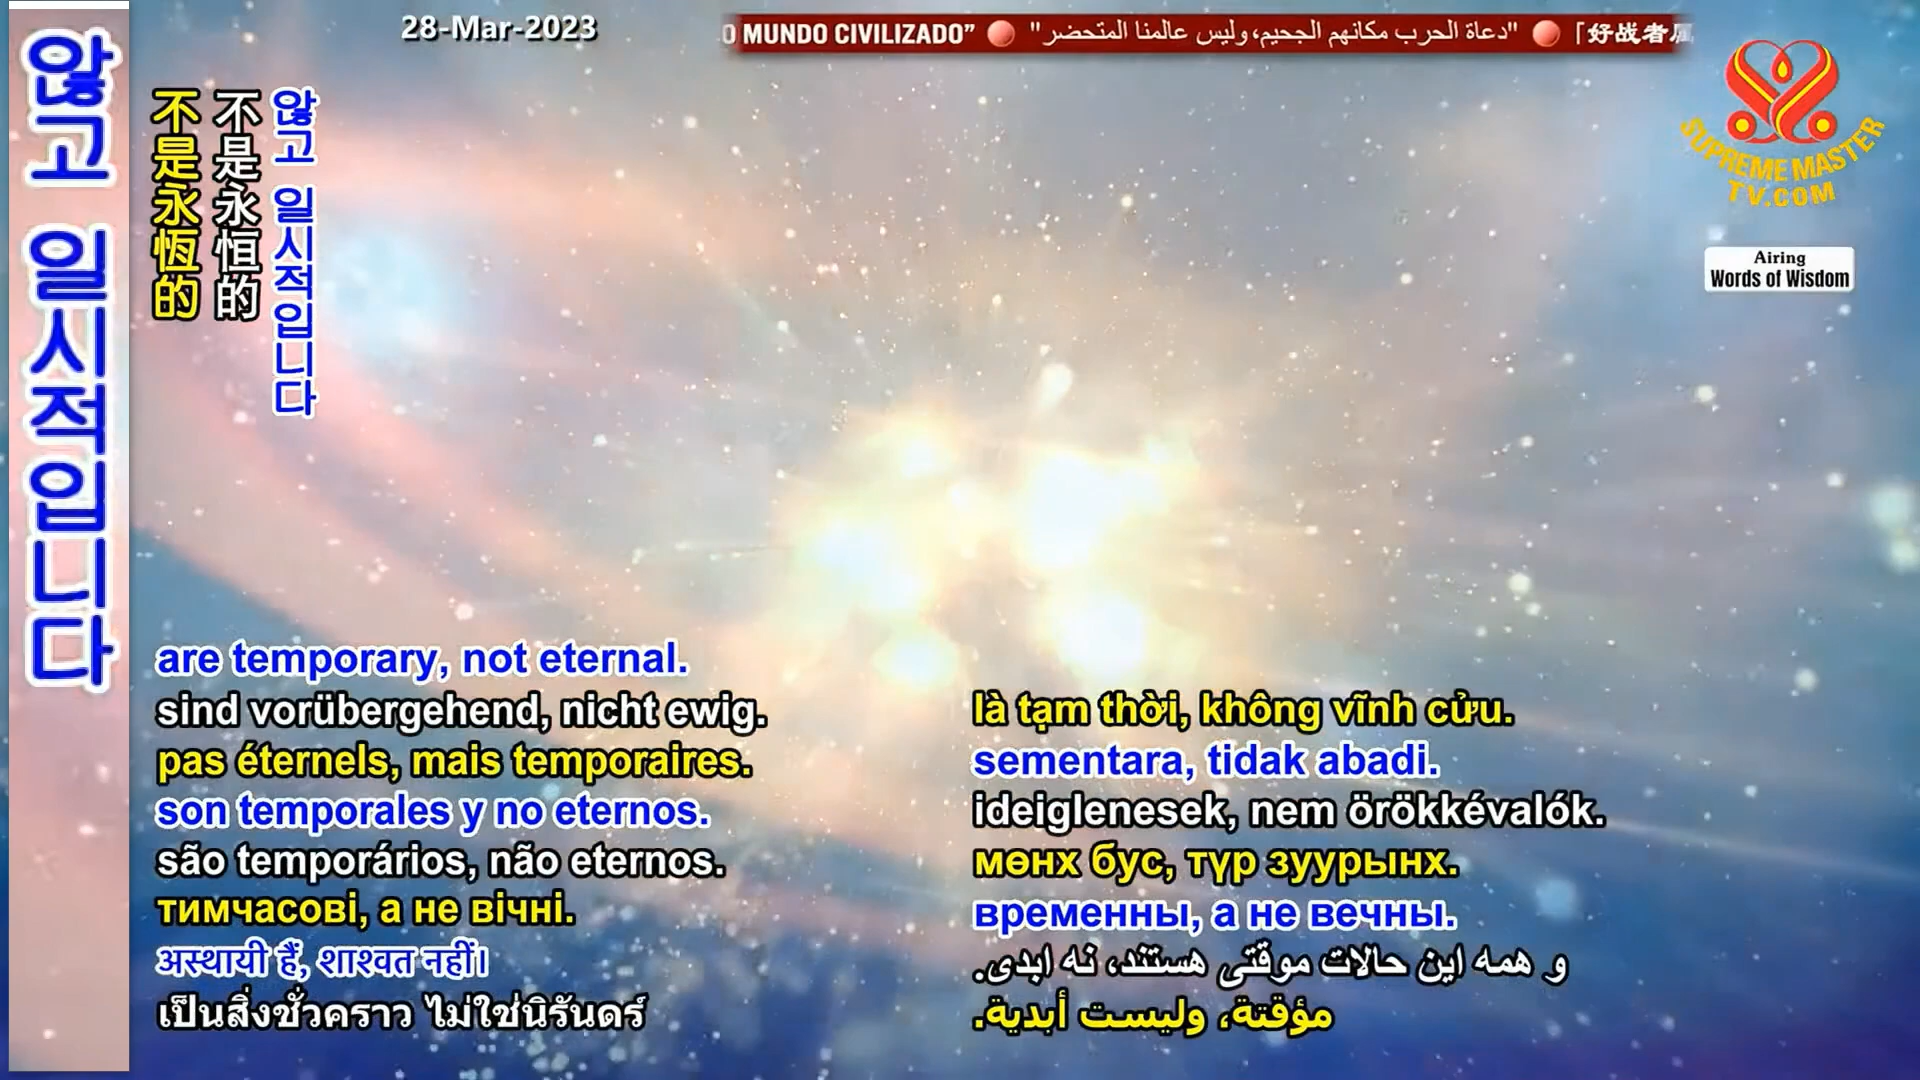 28-Mar-2023
O MUNDO CIVILIZADO” "دعاة الحرب مكانهم الجحيم، وليس عالمنا المتحضر" 「好战者属
SUPREME MASTER
TV.COM
Airing
Words of Wisdom
않고 일시적입니다
不是永恆的
不是永恒的
않고 일시적입니다
are temporary, not eternal.
sind vorübergehend, nicht ewig.
pas éternels, mais temporaires.
son temporales y no eternos.
são temporários, não eternos.
тимчасові, а не вічні.
अस्थायी हैं, शाश्वत नहीं।
เป็นสิ่งชั่วคราว ไม่ใช่นิรันดร์
là tạm thời, không vĩnh cửu.
sementara, tidak abadi.
ideiglenesek, nem örökkévalók.
мөнх бус, түр зуурынх.
временны, а не вечны.
و همه این حالات موقتی هستند، نه ابدی.
مؤقتة، وليست أبدية.